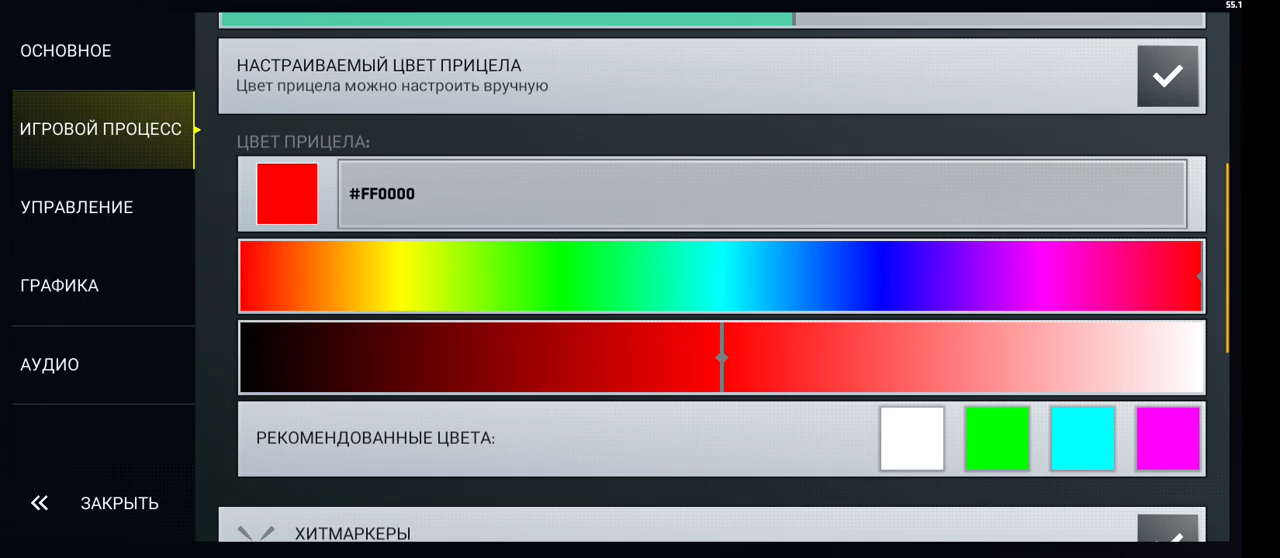 55.1
ОСНОВНОЕ
НАСТРАИВАЕМЫЙ ЦВЕТ ПРИЦЕЛА
Цвет прицела можно настроить вручную
ИГРОВОЙ ПРОЦЕСС
ЦВЕТ ПРИЦЕЛА:
#FF0000
УПРАВЛЕНИЕ
ГРАФИКА
АУДИО
РЕКОМЕНДОВАННЫЕ ЦВЕТА:
ЗАКРЫТЬ
ХИТМАРКЕРЫ